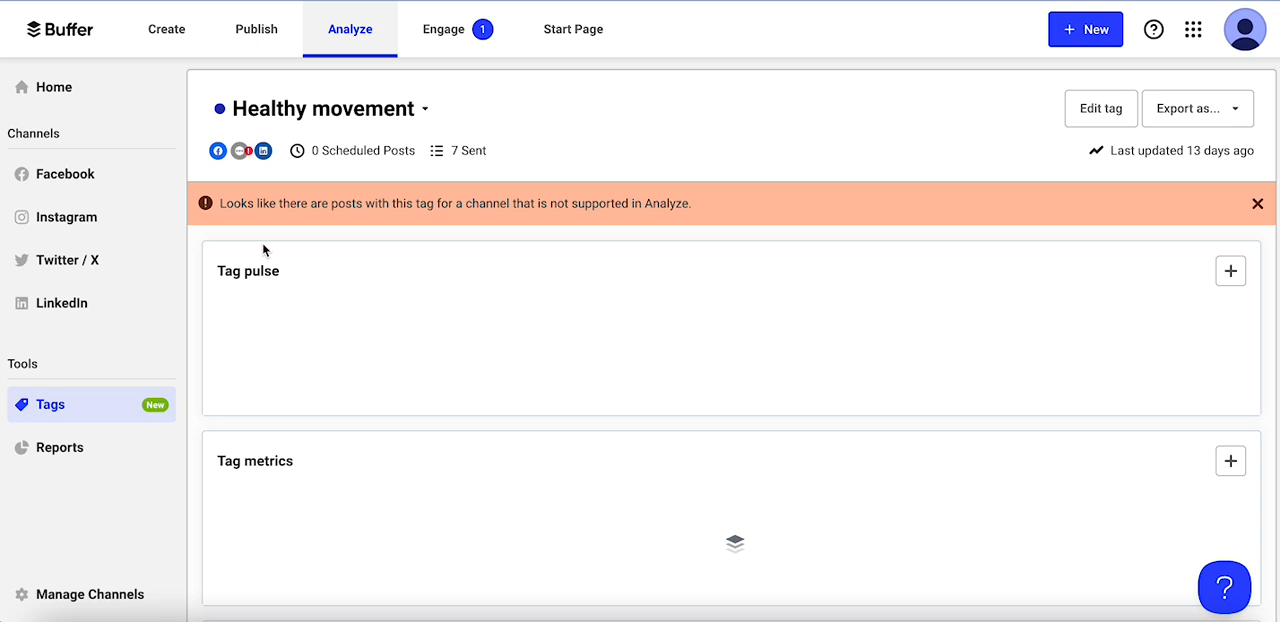 Buffer
Create
Publish
Analyze
Engage 1
Start Page
+ New
Home
Channels
Facebook
Instagram
Twitter / X
LinkedIn
Tools
Tags New
Reports
Manage Channels
Healthy movement
Edit tag
Export as...
0 Scheduled Posts
7 Sent
Last updated 13 days ago
Looks like there are posts with this tag for a channel that is not supported in Analyze.
Tag pulse
Tag metrics
?